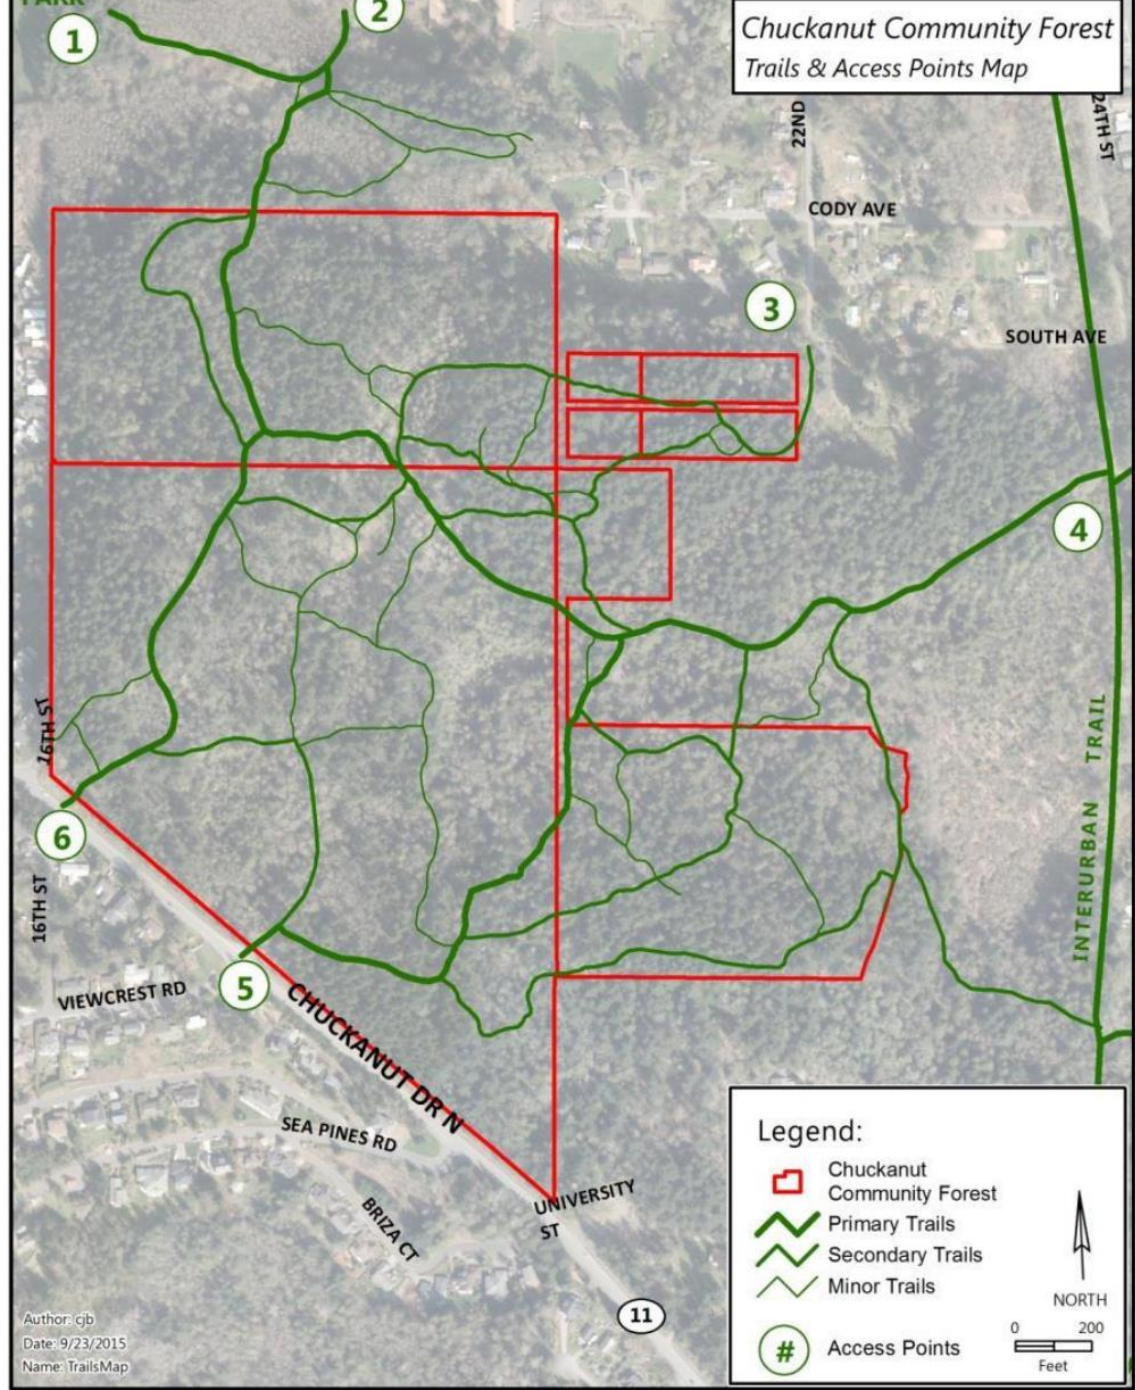 PARK
1
2
Chuckanut Community Forest
Trails & Access Points Map
22ND
24TH ST
CODY AVE
3
SOUTH AVE
4
16TH ST
6
16TH ST
INTERURBAN TRAIL
5
VIEWCREST RD
CHUCKANUT DR N
SEA PINES RD
UNIVERSITY
ST
BRIZA CT
11
Legend:
Chuckanut
Community Forest
Primary Trails
Secondary Trails
Minor Trails
# Access Points
NORTH
0 200
Feet
Author: cjb
Date: 9/23/2015
Name: TrailsMap